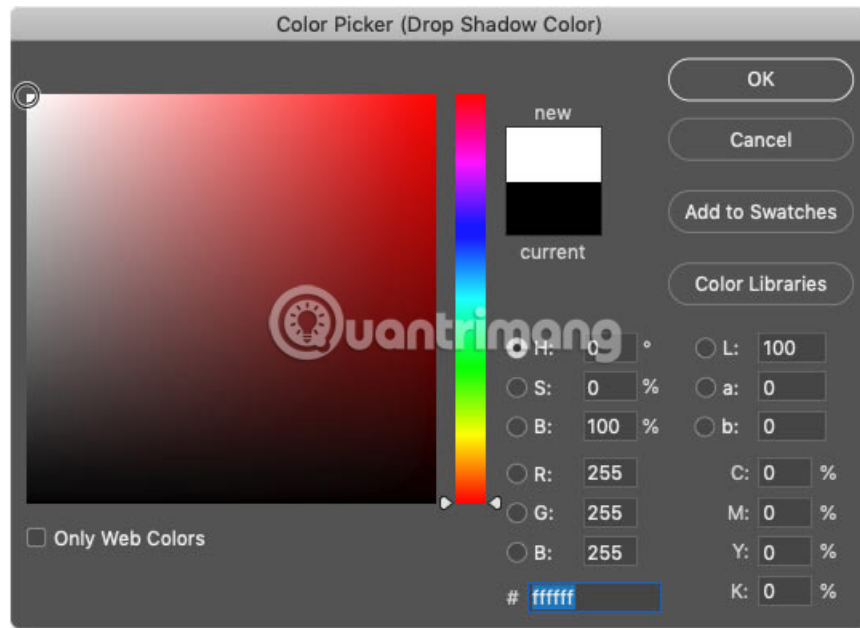 Color Picker (Drop Shadow Color)
new
current
OK
Cancel
Add to Swatches
Color Libraries
Quantrimang
H: 0 °
S: 0 %
B: 100 %
R: 255
G: 255
B: 255
# ffffff
L: 100
a: 0
b: 0
C: 0 %
M: 0 %
Y: 0 %
K: 0 %
Only Web Colors